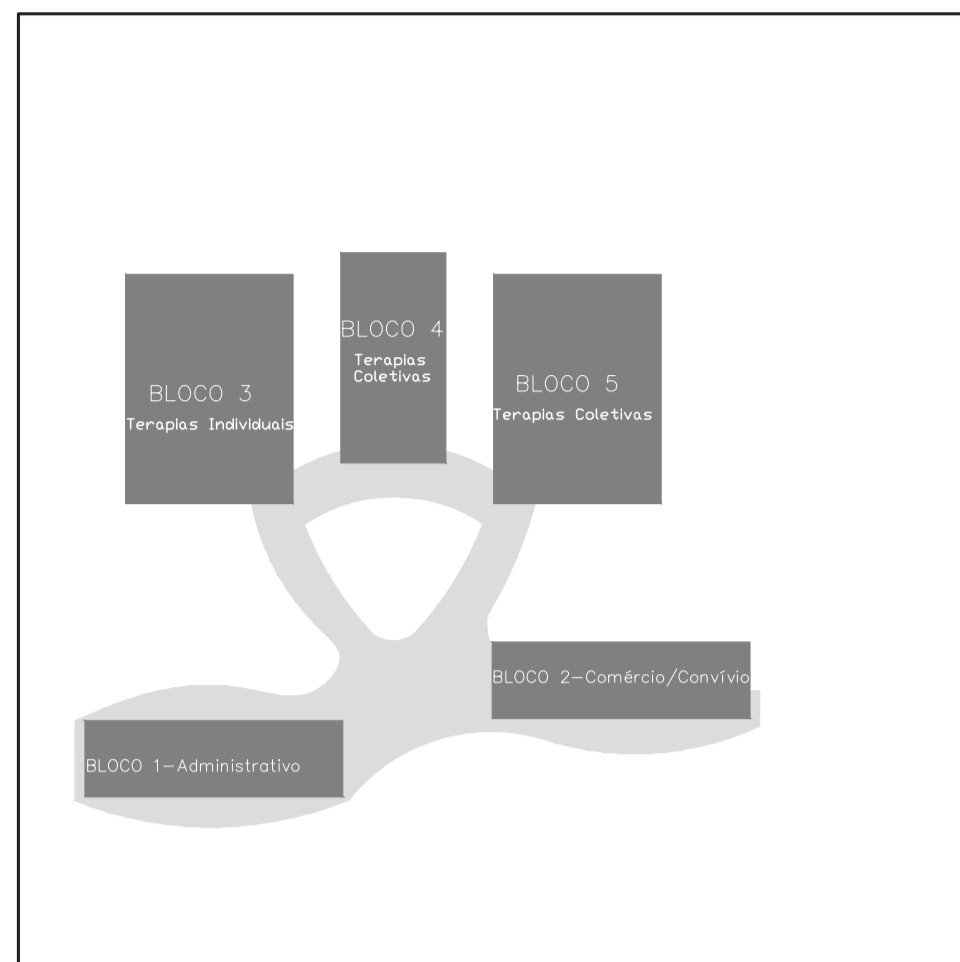 BLOCO 4
Terapias
Coletivas
BLOCO 3
Terapias Individuais
BLOCO 5
Terapias Coletivas
BLOCO 2-Comércio/Convívio
BLOCO 1-Administrativo